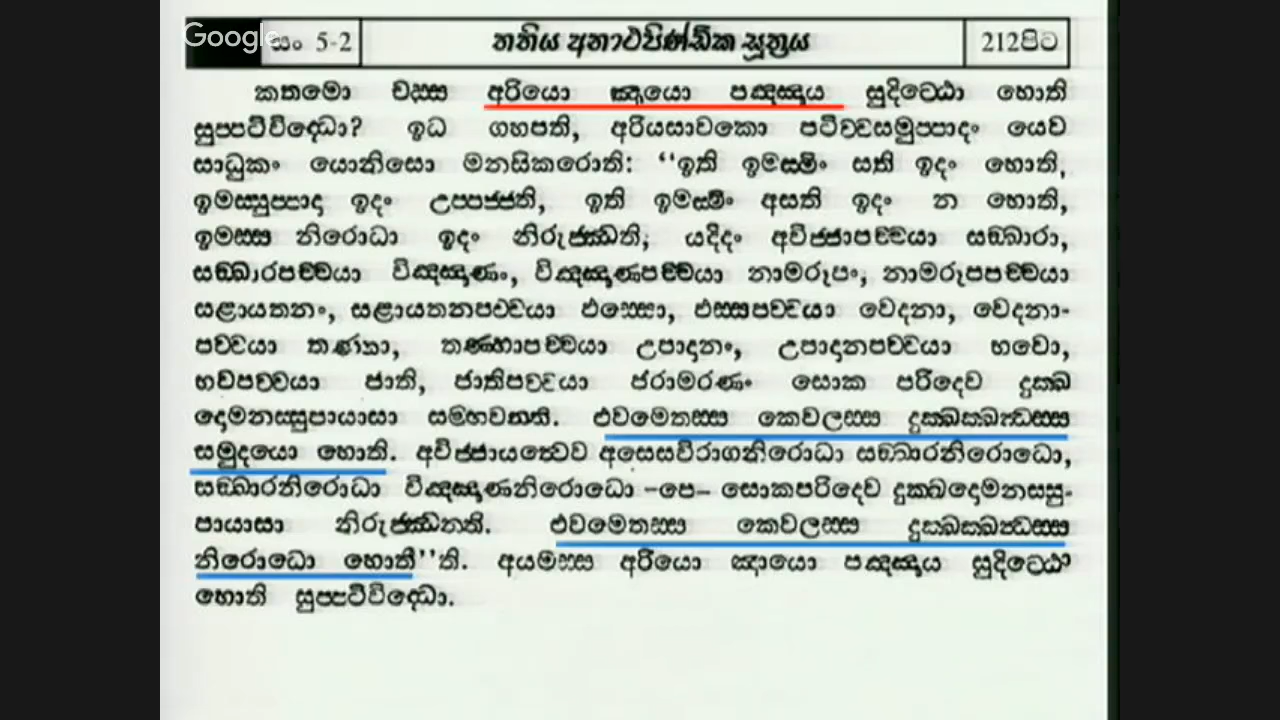 Google
සං 5-2 තතිය අනාථපිණ්ඩික සූත්‍රය 212පිට
කතමො චස්ස අරියො ඤායො පඤ්ඤාය සුදිට්ඨො හොති
සුප්පටිවිද්ධො? ඉධ ගහපති, අරියසාවකො පටිච්චසමුප්පාදං යෙව
සාධුකං යොනිසො මනසිකරොති: ‘‘ඉති ඉමස්මිං සති ඉදං හොති,
ඉමස්සුප්පාදා ඉදං උප්පජ්ජති, ඉති ඉමස්මිං අසති ඉදං න හොති,
ඉමස්ස නිරොධා ඉදං නිරුජ්ඣති, යදිදං අවිජ්ජාපච්චයා සඞ්ඛාරා,
සඞ්ඛාරපච්චයා විඤ්ඤාණං, විඤ්ඤාණපච්චයා නාමරූපං, නාමරූපපච්චයා
සළායතනං, සළායතනපච්චයා ඵස්සො, ඵස්සපච්චයා වෙදනා, වෙදනා-
පච්චයා තණ්හා, තණ්හාපච්චයා උපාදානං, උපාදානපච්චයා භවො,
භවපච්චයා ජාති, ජාතිපච්චයා ජරාමරණං සොක පරිදෙව දුක්ඛ
දොමනස්සුපායාසා සම්භවන්ති. එවමෙතස්ස කෙවලස්ස දුක්ඛක්ඛන්ධස්ස
සමුදයො හොති. අවිජ්ජායත්වෙව අසෙසවිරාගනිරොධා සඞ්ඛාරනිරොධො,
සඞ්ඛාරනිරොධා විඤ්ඤාණනිරොධො -පෙ- සොකපරිදෙව දුක්ඛදොමනස්සු-
පායාසා නිරුජ්ඣන්ති. එවමෙතස්ස කෙවලස්ස දුක්ඛක්ඛන්ධස්ස
නිරොධො හොතී’’ති. අයමස්ස අරියො ඤායො පඤ්ඤාය සුදිට්ඨො
හොති සුප්පටිවිද්ධො.